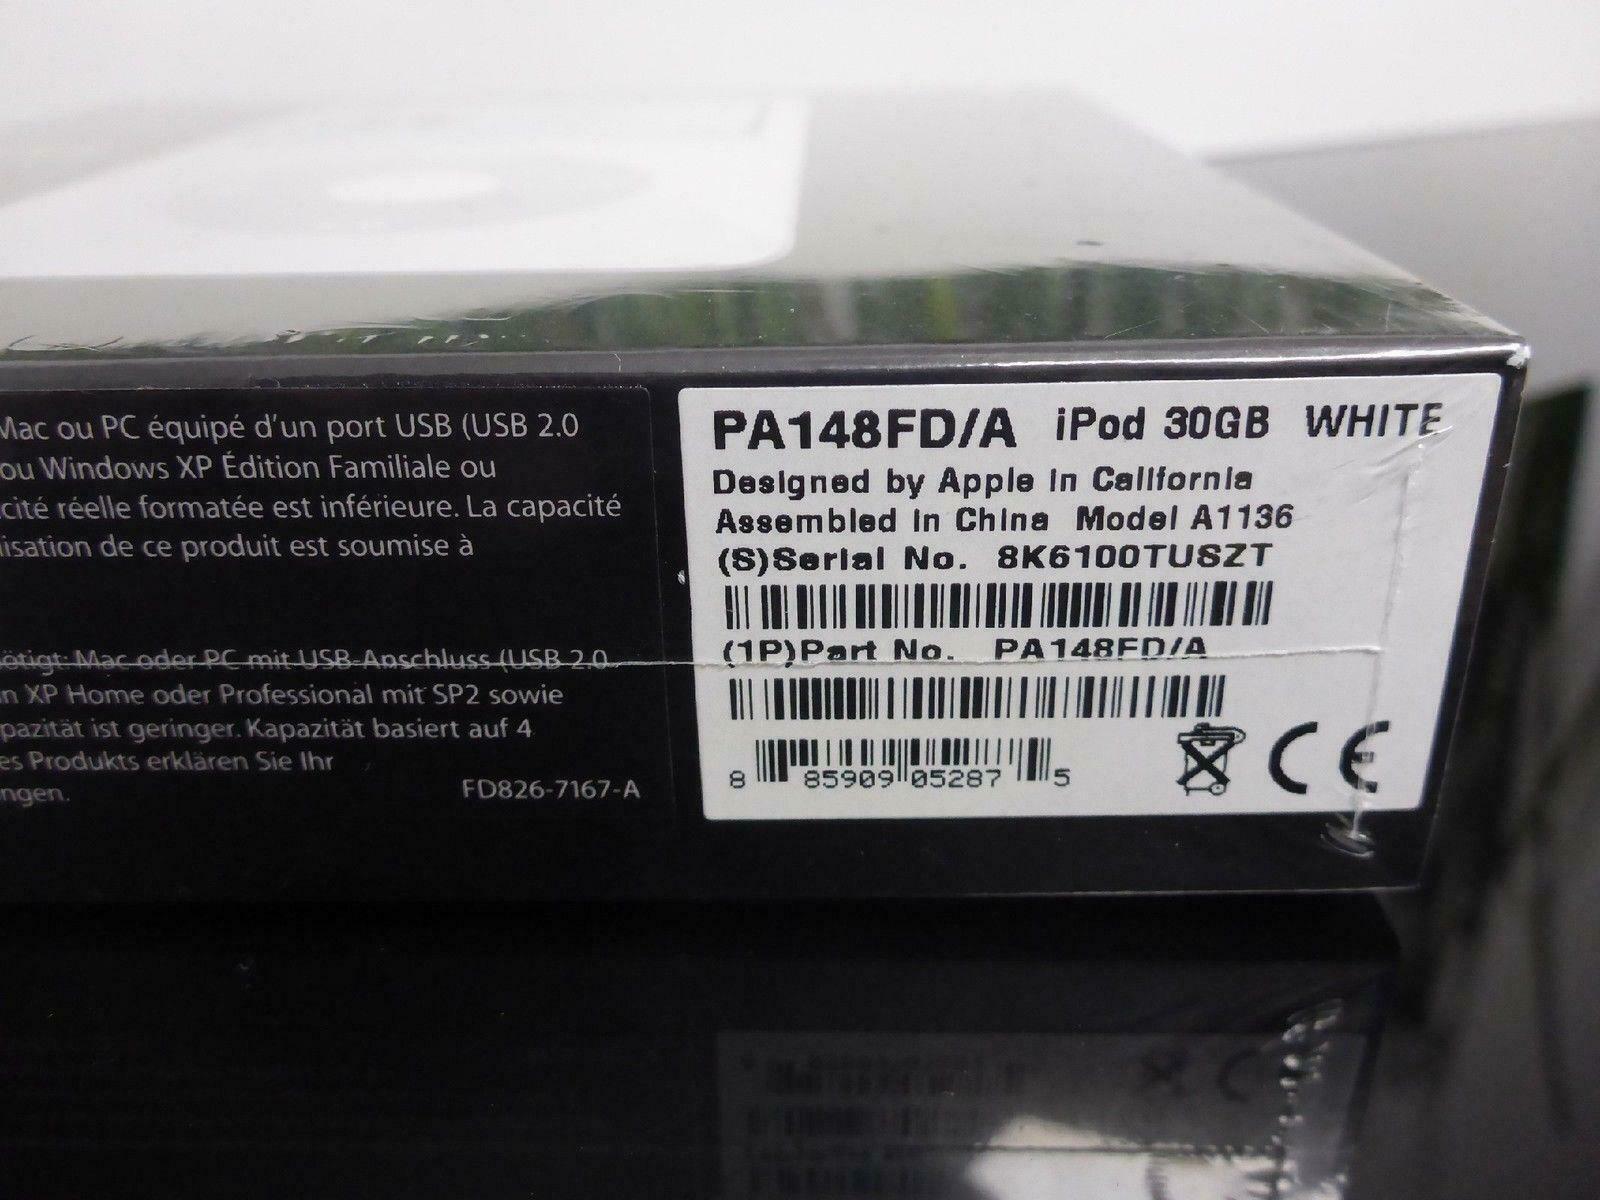 Mac ou PC équipé d'un port USB (USB 2.0
ou Windows XP Édition Familiale ou
cité réelle formatée est inférieure. La capacité
lisation de ce produit est soumise à
ötigt: Mac oder PC mit USB-Anschluss (USB 2.0
n XP Home oder Professional mit SP2 sowie
pazität ist geringer. Kapazität basiert auf 4
es Produkts erklären Sie Ihr
ngen.
FD826-7167-A
PA148FD/A iPod 30GB WHITE
Designed by Apple in California
Assembled in China Model A1136
(S)Serial No. 8K6100TUSZT
(1P)Part No. PA148FD/A
8 85909 05287 5
CE